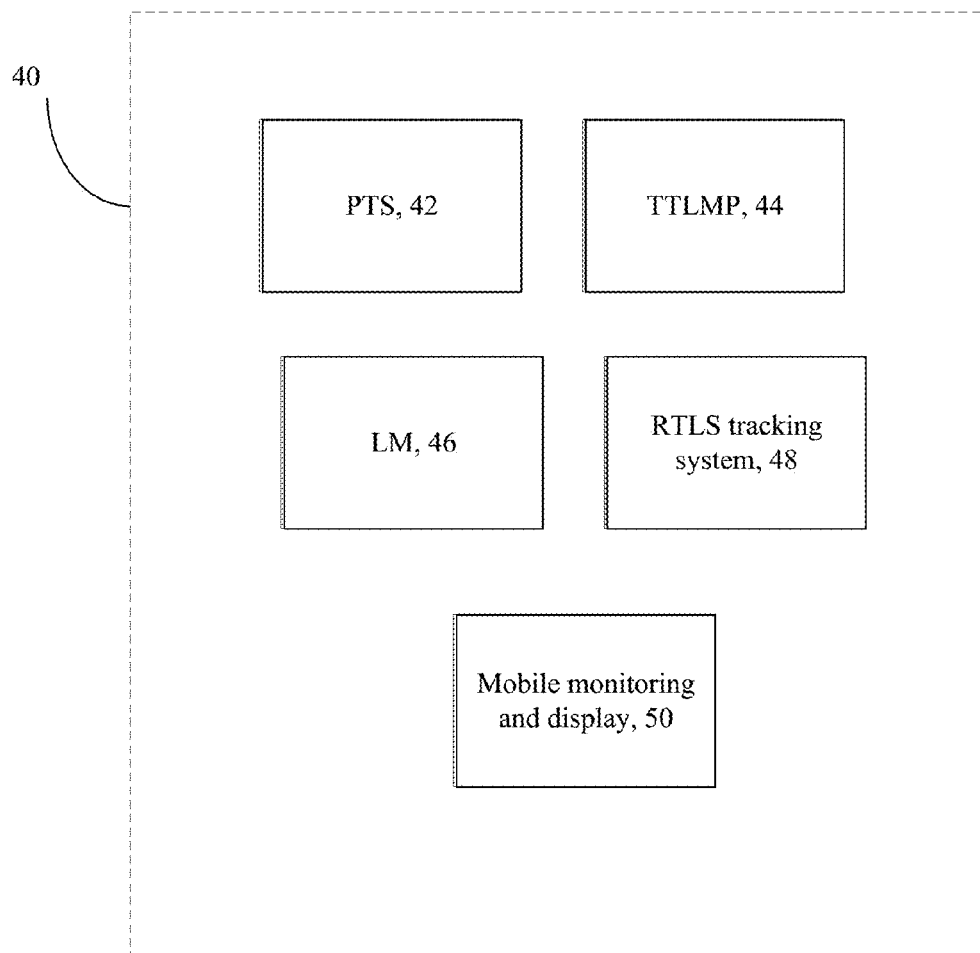 40
PTS, 42
TTLMP, 44
LM, 46
RTLS tracking
system, 48
Mobile monitoring
and display, 50